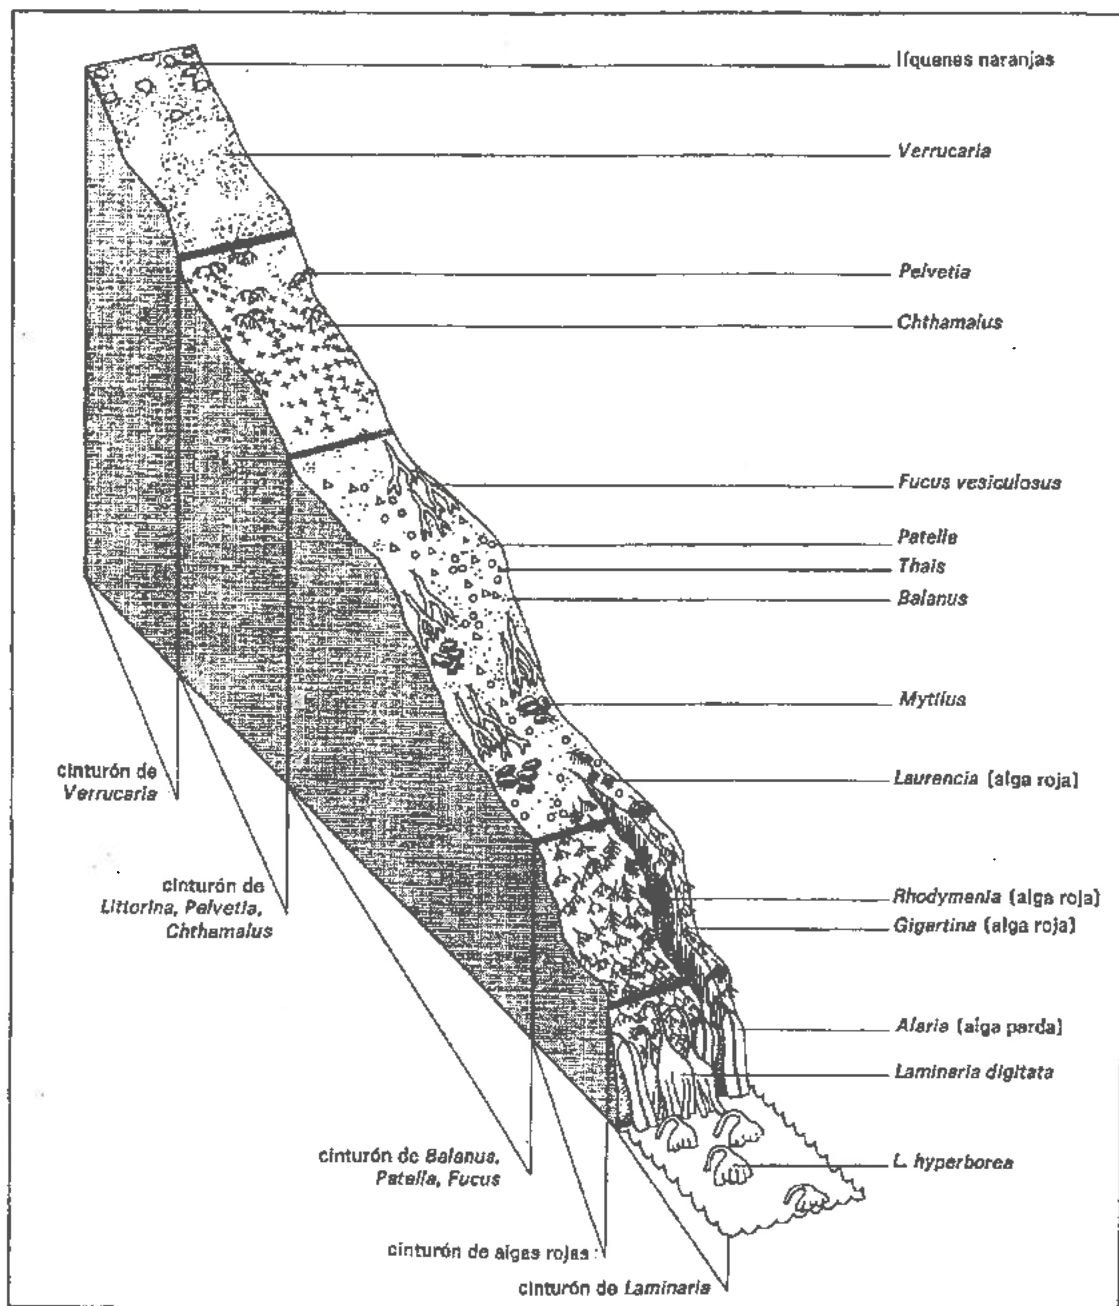 líquenes naranjas
Verrucaria
Pelvetia
Chthamalus
Fucus vesiculosus
Patella
Thais
Balanus
Mytilus
cinturón de
Verrucaria
Laurencia (alga roja)
cinturón de
Littorina, Pelvetia,
Chthamalus
Rhodymenia (alga roja)
Gigartina (alga roja)
Alaria (alga parda)
Laminaria digitata
cinturón de Balanus,
Patella, Fucus
L. hyperborea
cinturón de algas rojas
cinturón de Laminaria